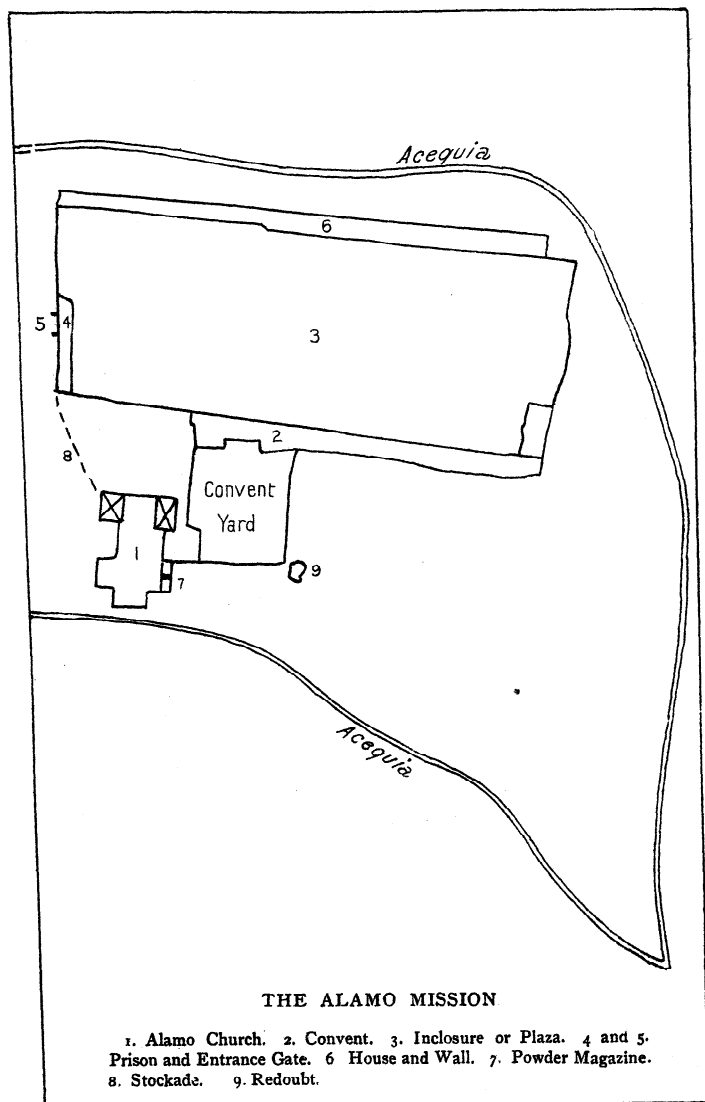 Acequia
6
5
4
3
2
8
Convent
Yard
1
7
9
Acequia
THE ALAMO MISSION
1. Alamo Church. 2. Convent. 3. Inclosure or Plaza. 4 and 5.
Prison and Entrance Gate. 6 House and Wall. 7. Powder Magazine.
8. Stockade. 9. Redoubt.